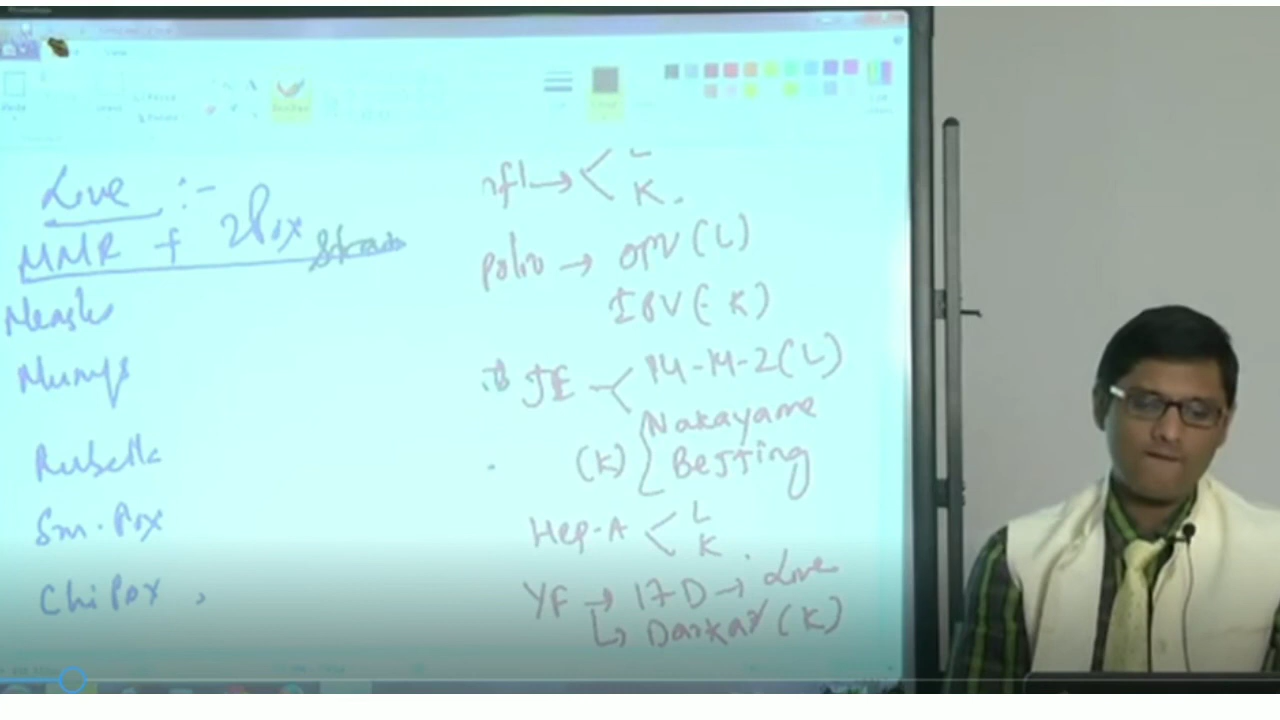 Live :-
MMR + 2 Pox
Strain
Measles
Mumps
Rubella
Sm. Pox
Chi Pox
nfl → < L
K.
polio → OPV (L)
IPV (- K)
JE < 14-14-2 (L)
Nakayame
(K) { Beijing
Hep-A < L
K
YF → 17D → Live
↳ Dakar (K)